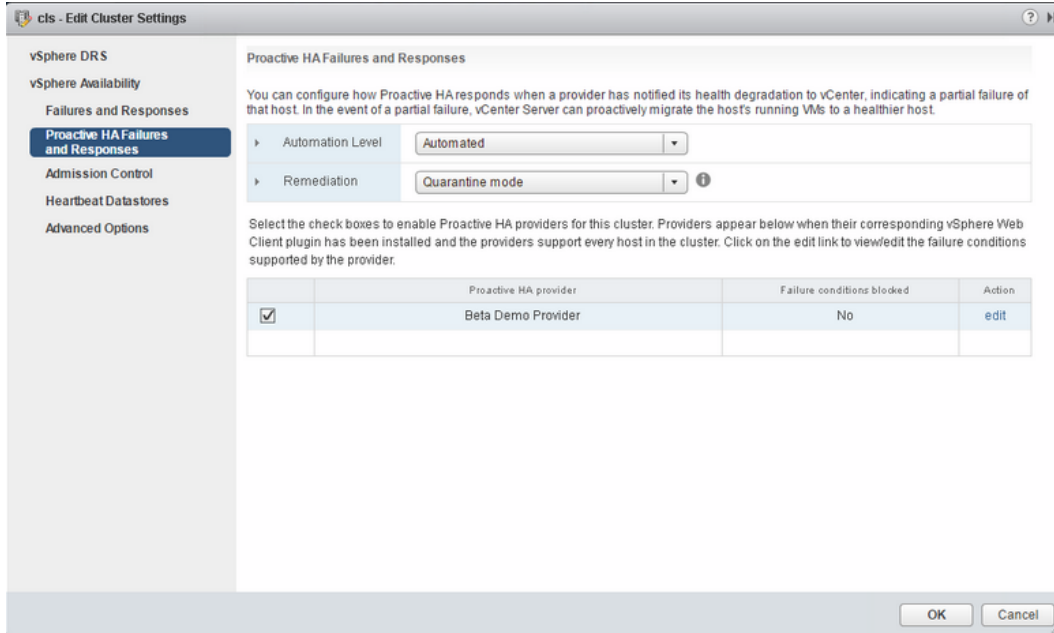 cls - Edit Cluster Settings
?
vSphere DRS
vSphere Availability
Failures and Responses
Proactive HA Failures
and Responses
Admission Control
Heartbeat Datastores
Advanced Options
Proactive HA Failures and Responses
You can configure how Proactive HA responds when a provider has notified its health degradation to vCenter, indicating a partial failure of
that host. In the event of a partial failure, vCenter Server can proactively migrate the host's running VMs to a healthier host.
Automation Level Automated
Remediation Quarantine mode
Select the check boxes to enable Proactive HA providers for this cluster. Providers appear below when their corresponding vSphere Web
Client plugin has been installed and the providers support every host in the cluster. Click on the edit link to view/edit the failure conditions
supported by the provider.
Proactive HA provider Failure conditions blocked Action
Beta Demo Provider No edit
OK Cancel